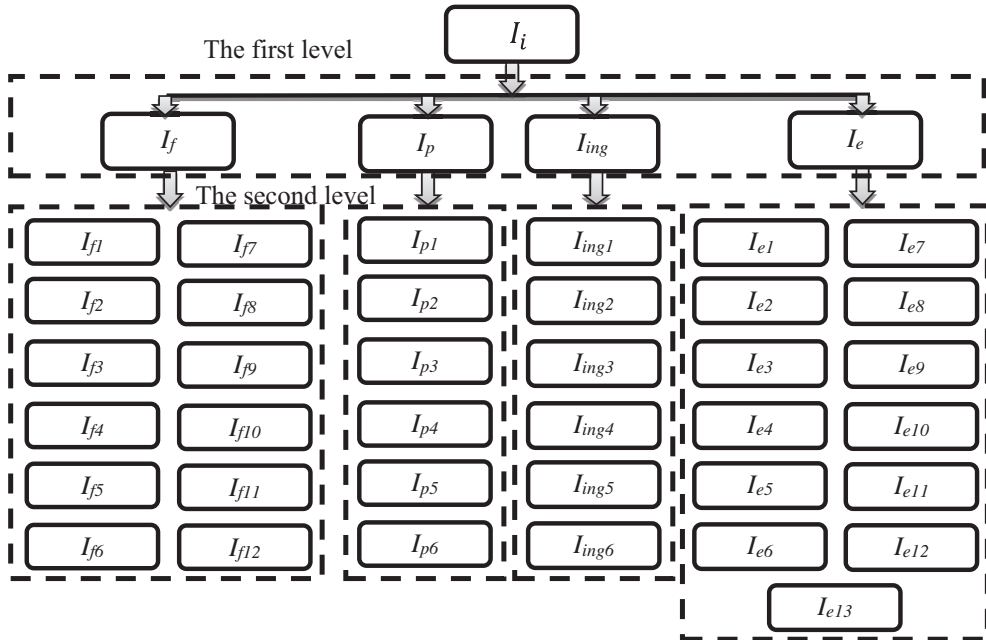 I_i
The first level
I_f I_p I_ing I_e
The second level
I_f1 I_f7 I_p1 I_ing1 I_e1 I_e7
I_f2 I_f8 I_p2 I_ing2 I_e2 I_e8
I_f3 I_f9 I_p3 I_ing3 I_e3 I_e9
I_f4 I_f10 I_p4 I_ing4 I_e4 I_e10
I_f5 I_f11 I_p5 I_ing5 I_e5 I_e11
I_f6 I_f12 I_p6 I_ing6 I_e6 I_e12
I_e13